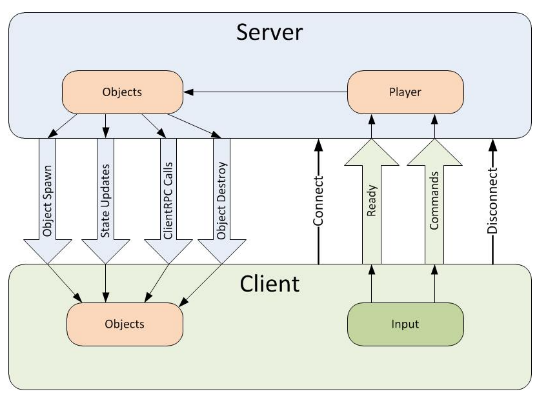 Server
Objects
Player
Object Spawn
State Updates
ClientRPC Calls
Object Destroy
Connect
Ready
Commands
Disconnect
Client
Objects
Input